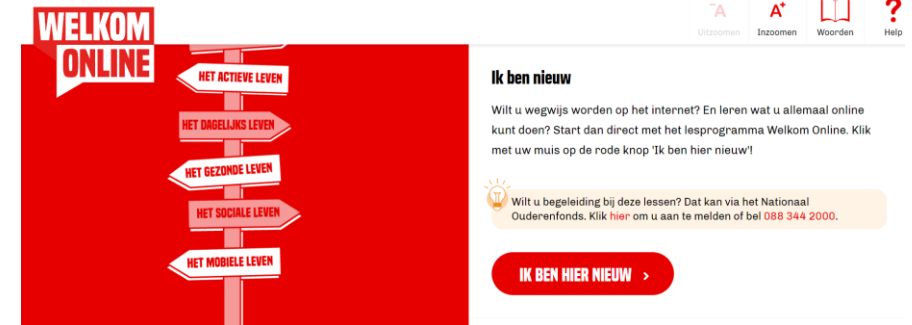 WELKOM
ONLINE
-A
Uitzoomen
A+
Inzoomen
Woorden
?
Help
HET ACTIEVE LEVEN
HET DAGELIJKS LEVEN
HET GEZONDE LEVEN
HET SOCIALE LEVEN
HET MOBIELE LEVEN
Ik ben nieuw
Wilt u wegwijs worden op het internet? En leren wat u allemaal online
kunt doen? Start dan direct met het lesprogramma Welkom Online. Klik
met uw muis op de rode knop 'Ik ben hier nieuw'!
Wilt u begeleiding bij deze lessen? Dat kan via het Nationaal
Ouderenfonds. Klik hier om u aan te melden of bel 088 344 2000.
IK BEN HIER NIEUW >